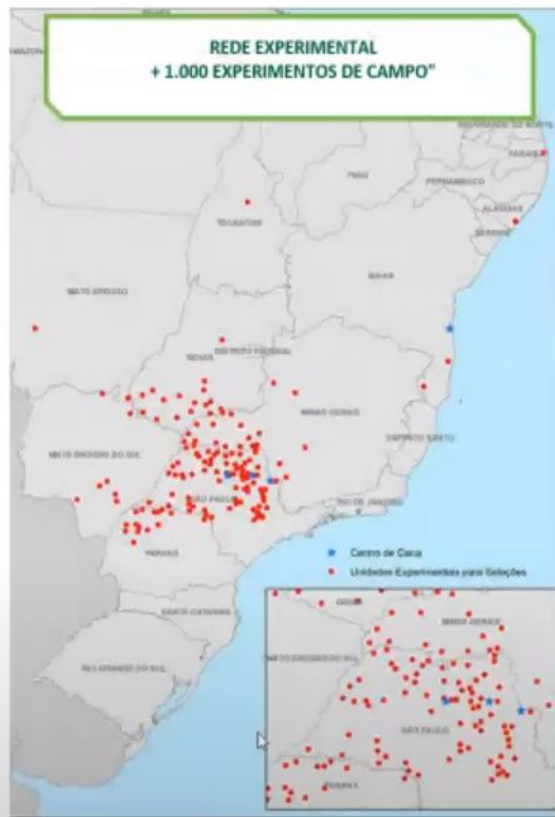 REDE EXPERIMENTAL
+ 1.000 EXPERIMENTOS DE CAMPO"
RIO GRANDE DO NORTE
PARAÍBA
PIAUÍ
PERNAMBUCO
ALAGOAS
SERGIPE
TOCANTINS
BAHIA
MATO GROSSO
DISTRITO FEDERAL
GOIÁS
MINAS GERAIS
ESPÍRITO SANTO
MATO GROSSO DO SUL
RIO DE JANEIRO
SÃO PAULO
PARANÁ
Centro de Cana
Unidades Experimentais para Seleções
SANTA CATARINA
RIO GRANDE DO SUL
GOIÁS
MINAS GERAIS
MATO GROSSO DO SUL
SÃO PAULO
PARANÁ